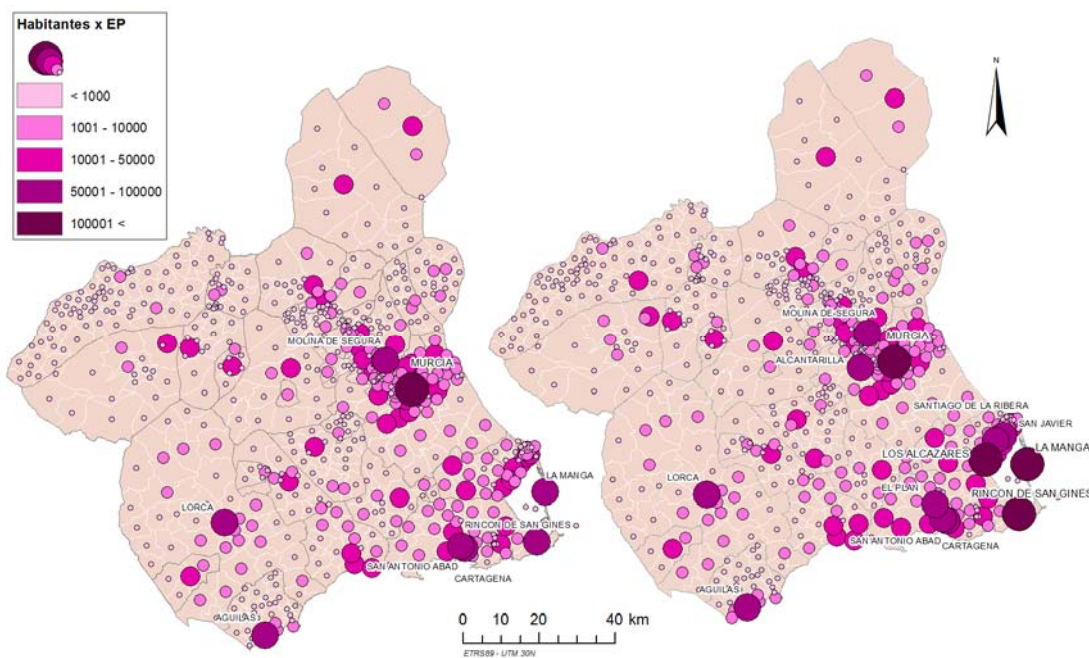 Habitantes x EP
< 1000
1001 - 10000
10001 - 50000
50001 - 100000
100001 <
N
MOLINA DE SEGURA
MURCIA
LA MANGA
LORCA
RINCON DE SAN GINES
SAN ANTONIO ABAD
CARTAGENA
AGUILAS
MOLINA DE SEGURA
MURCIA
ALCANTARILLA
SANTIAGO DE LA RIBERA
SAN JAVIER
LA MANGA
LOS ALCAZARES
LORCA
EL PLAN
RINCON DE SAN GINES
SAN ANTONIO ABAD
CARTAGENA
AGUILAS
0 10 20 40 km
ETRS89 - UTM 30N